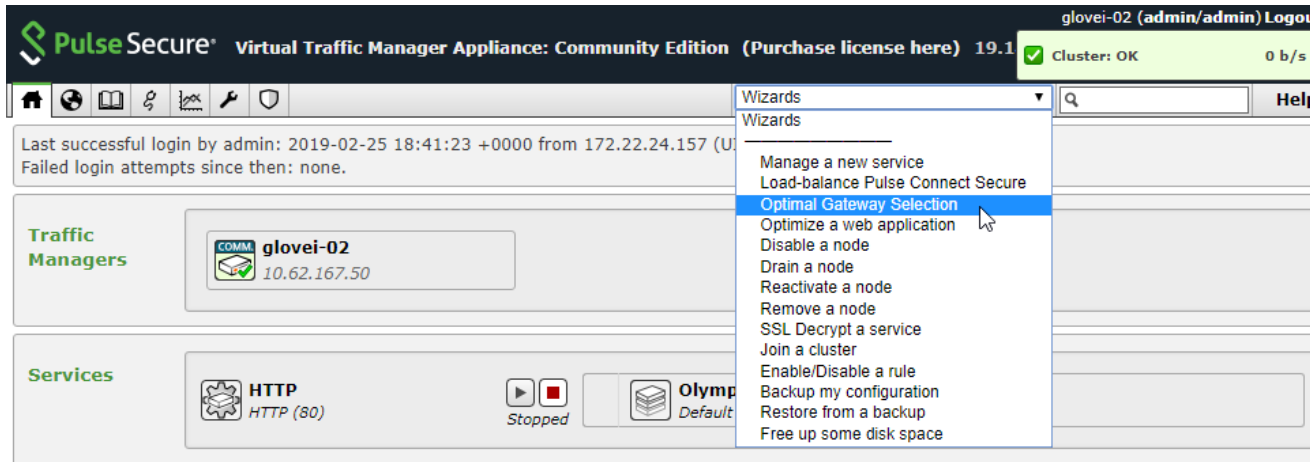 glovei-02 (admin/admin) Logou
Pulse Secure® Virtual Traffic Manager Appliance: Community Edition (Purchase license here) 19.1
Cluster: OK 0 b/s
Wizards
Help
Last successful login by admin: 2019-02-25 18:41:23 +0000 from 172.22.24.157 (U
Failed login attempts since then: none.
Wizards
Manage a new service
Load-balance Pulse Connect Secure
Optimal Gateway Selection
Optimize a web application
Disable a node
Drain a node
Reactivate a node
Remove a node
SSL Decrypt a service
Join a cluster
Enable/Disable a rule
Backup my configuration
Restore from a backup
Free up some disk space
Traffic
Managers
COMM.
glovei-02
10.62.167.50
Services
HTTP
HTTP (80)
Stopped
Olymp
Default